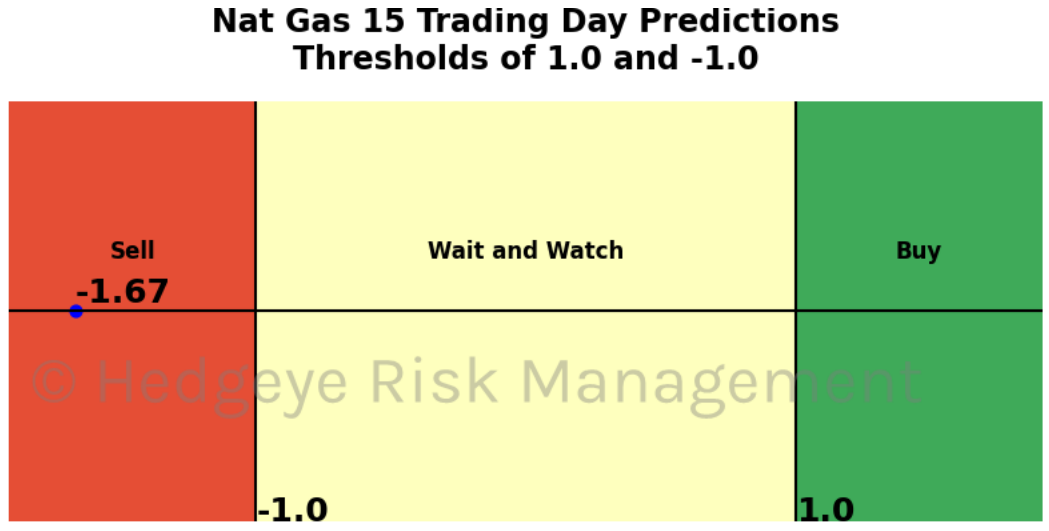 Nat Gas 15 Trading Day Predictions
Thresholds of 1.0 and -1.0
Sell
Wait and Watch
Buy
-1.67
© Hedgeye Risk Management
-1.0
1.0